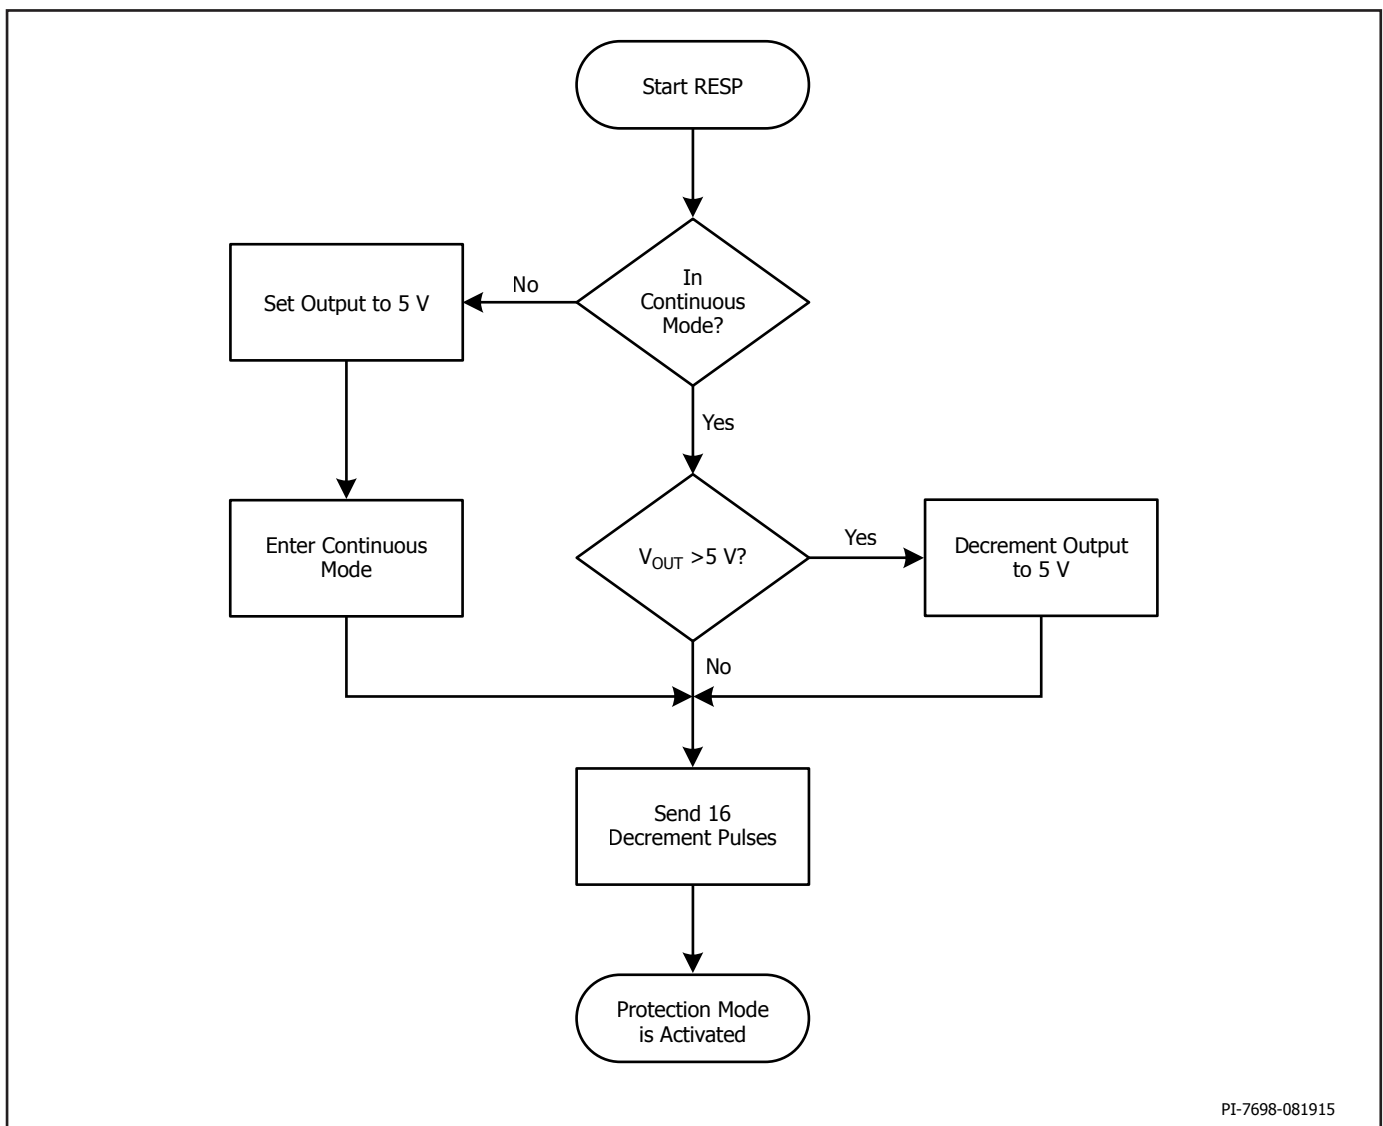 Start RESP
In
Continuous
Mode?
No
Set Output to 5 V
Yes
Enter Continuous
Mode
VOUT >5 V?
Yes
Decrement Output
to 5 V
No
Send 16
Decrement Pulses
Protection Mode
is Activated
PI-7698-081915